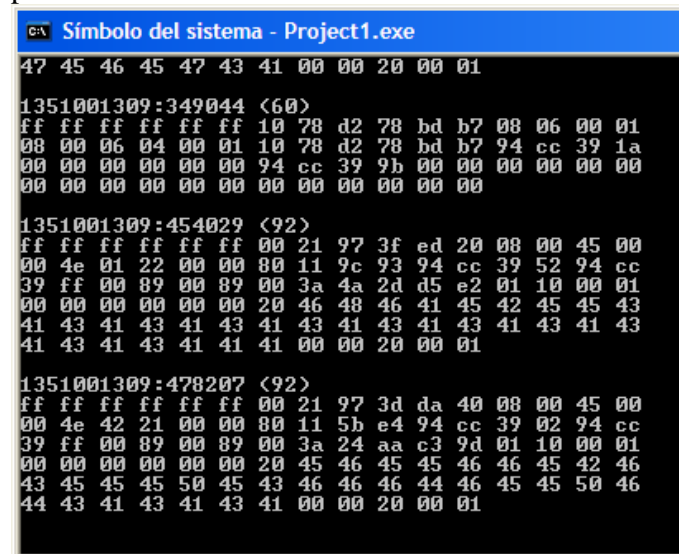 Símbolo del sistema - Project1.exe
47 45 46 45 47 43 41 00 00 20 00 01
1351001309:349044 (60)
ff ff ff ff ff ff 10 78 d2 78 bd b7 08 06 00 01
08 00 06 04 00 01 10 78 d2 78 bd b7 94 cc 39 1a
00 00 00 00 00 00 94 cc 39 9b 00 00 00 00 00 00
00 00 00 00 00 00 00 00 00 00 00 00
1351001309:454029 (92)
ff ff ff ff ff ff 00 21 97 3f ed 20 08 00 45 00
00 4e 01 22 00 00 80 11 9c 93 94 cc 39 52 94 cc
39 ff 00 89 00 89 00 3a 4a 2d d5 e2 01 10 00 01
00 00 00 00 00 00 20 46 48 46 41 45 42 45 45 43
41 43 41 43 41 43 41 43 41 43 41 43 41 43 41 43
41 43 41 43 41 41 41 00 00 20 00 01
1351001309:478207 (92)
ff ff ff ff ff ff 00 21 97 3d da 40 08 00 45 00
00 4e 42 21 00 00 80 11 5b e4 94 cc 39 02 94 cc
39 ff 00 89 00 89 00 3a 24 aa c3 9d 01 10 00 01
00 00 00 00 00 00 20 45 46 45 45 46 46 45 42 46
43 45 45 45 50 45 43 46 46 46 44 46 45 45 50 46
44 43 41 43 41 43 41 00 00 20 00 01